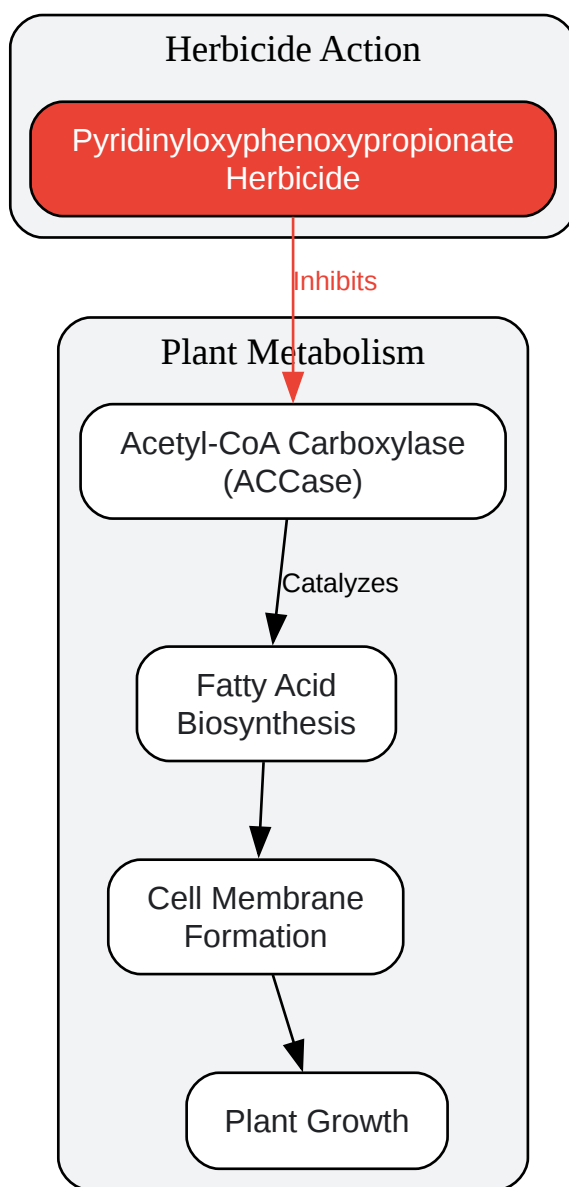 Herbicide Action
Pyridinyloxyphenoxypropionate
Herbicide
Inhibits
Plant Metabolism
Acetyl-CoA Carboxylase
(ACCase)
Catalyzes
Fatty Acid
Biosynthesis
Cell Membrane
Formation
Plant Growth